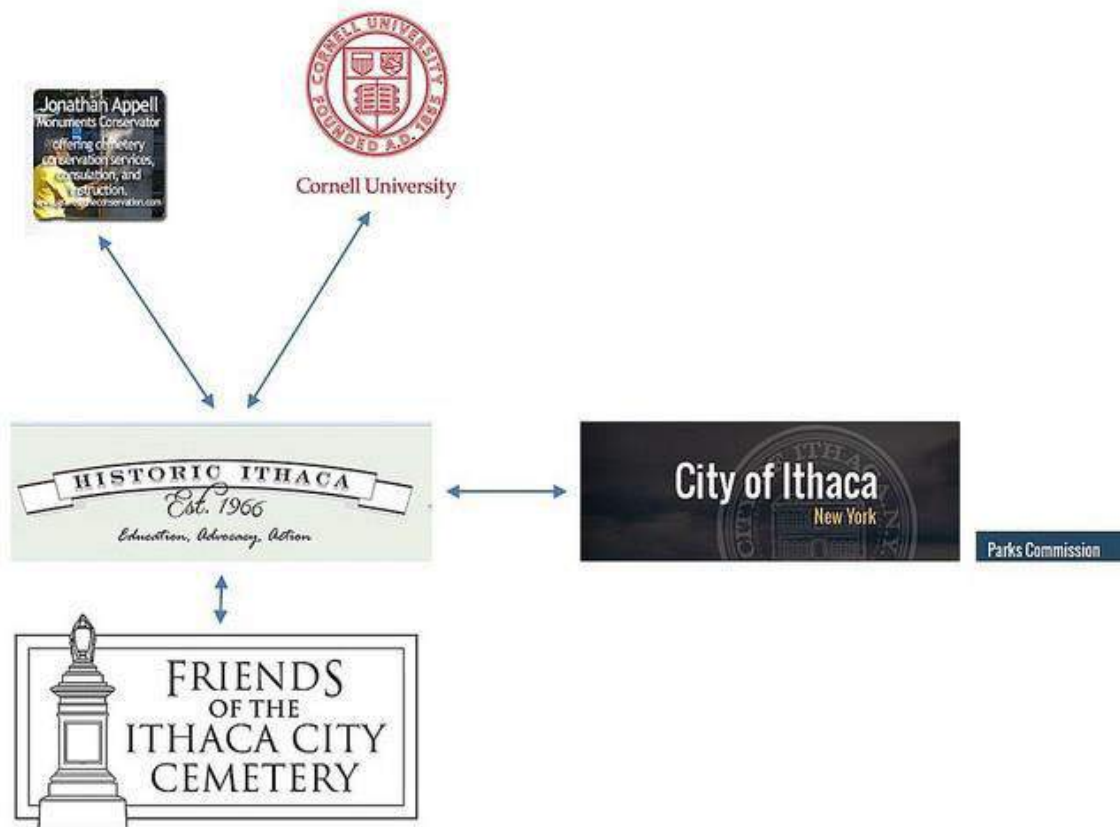 Jonathan Appell
Monuments Conservator
offering cemetery
conservation services,
consulation, and
instruction.
CORNELL UNIVERSITY
FOUNDED A.D. 1865
Cornell University
HISTORIC ITHACA
Est. 1966
Education, Advocacy, Action
City of Ithaca
New York
Parks Commission
FRIENDS
OF THE
ITHACA CITY
CEMETERY